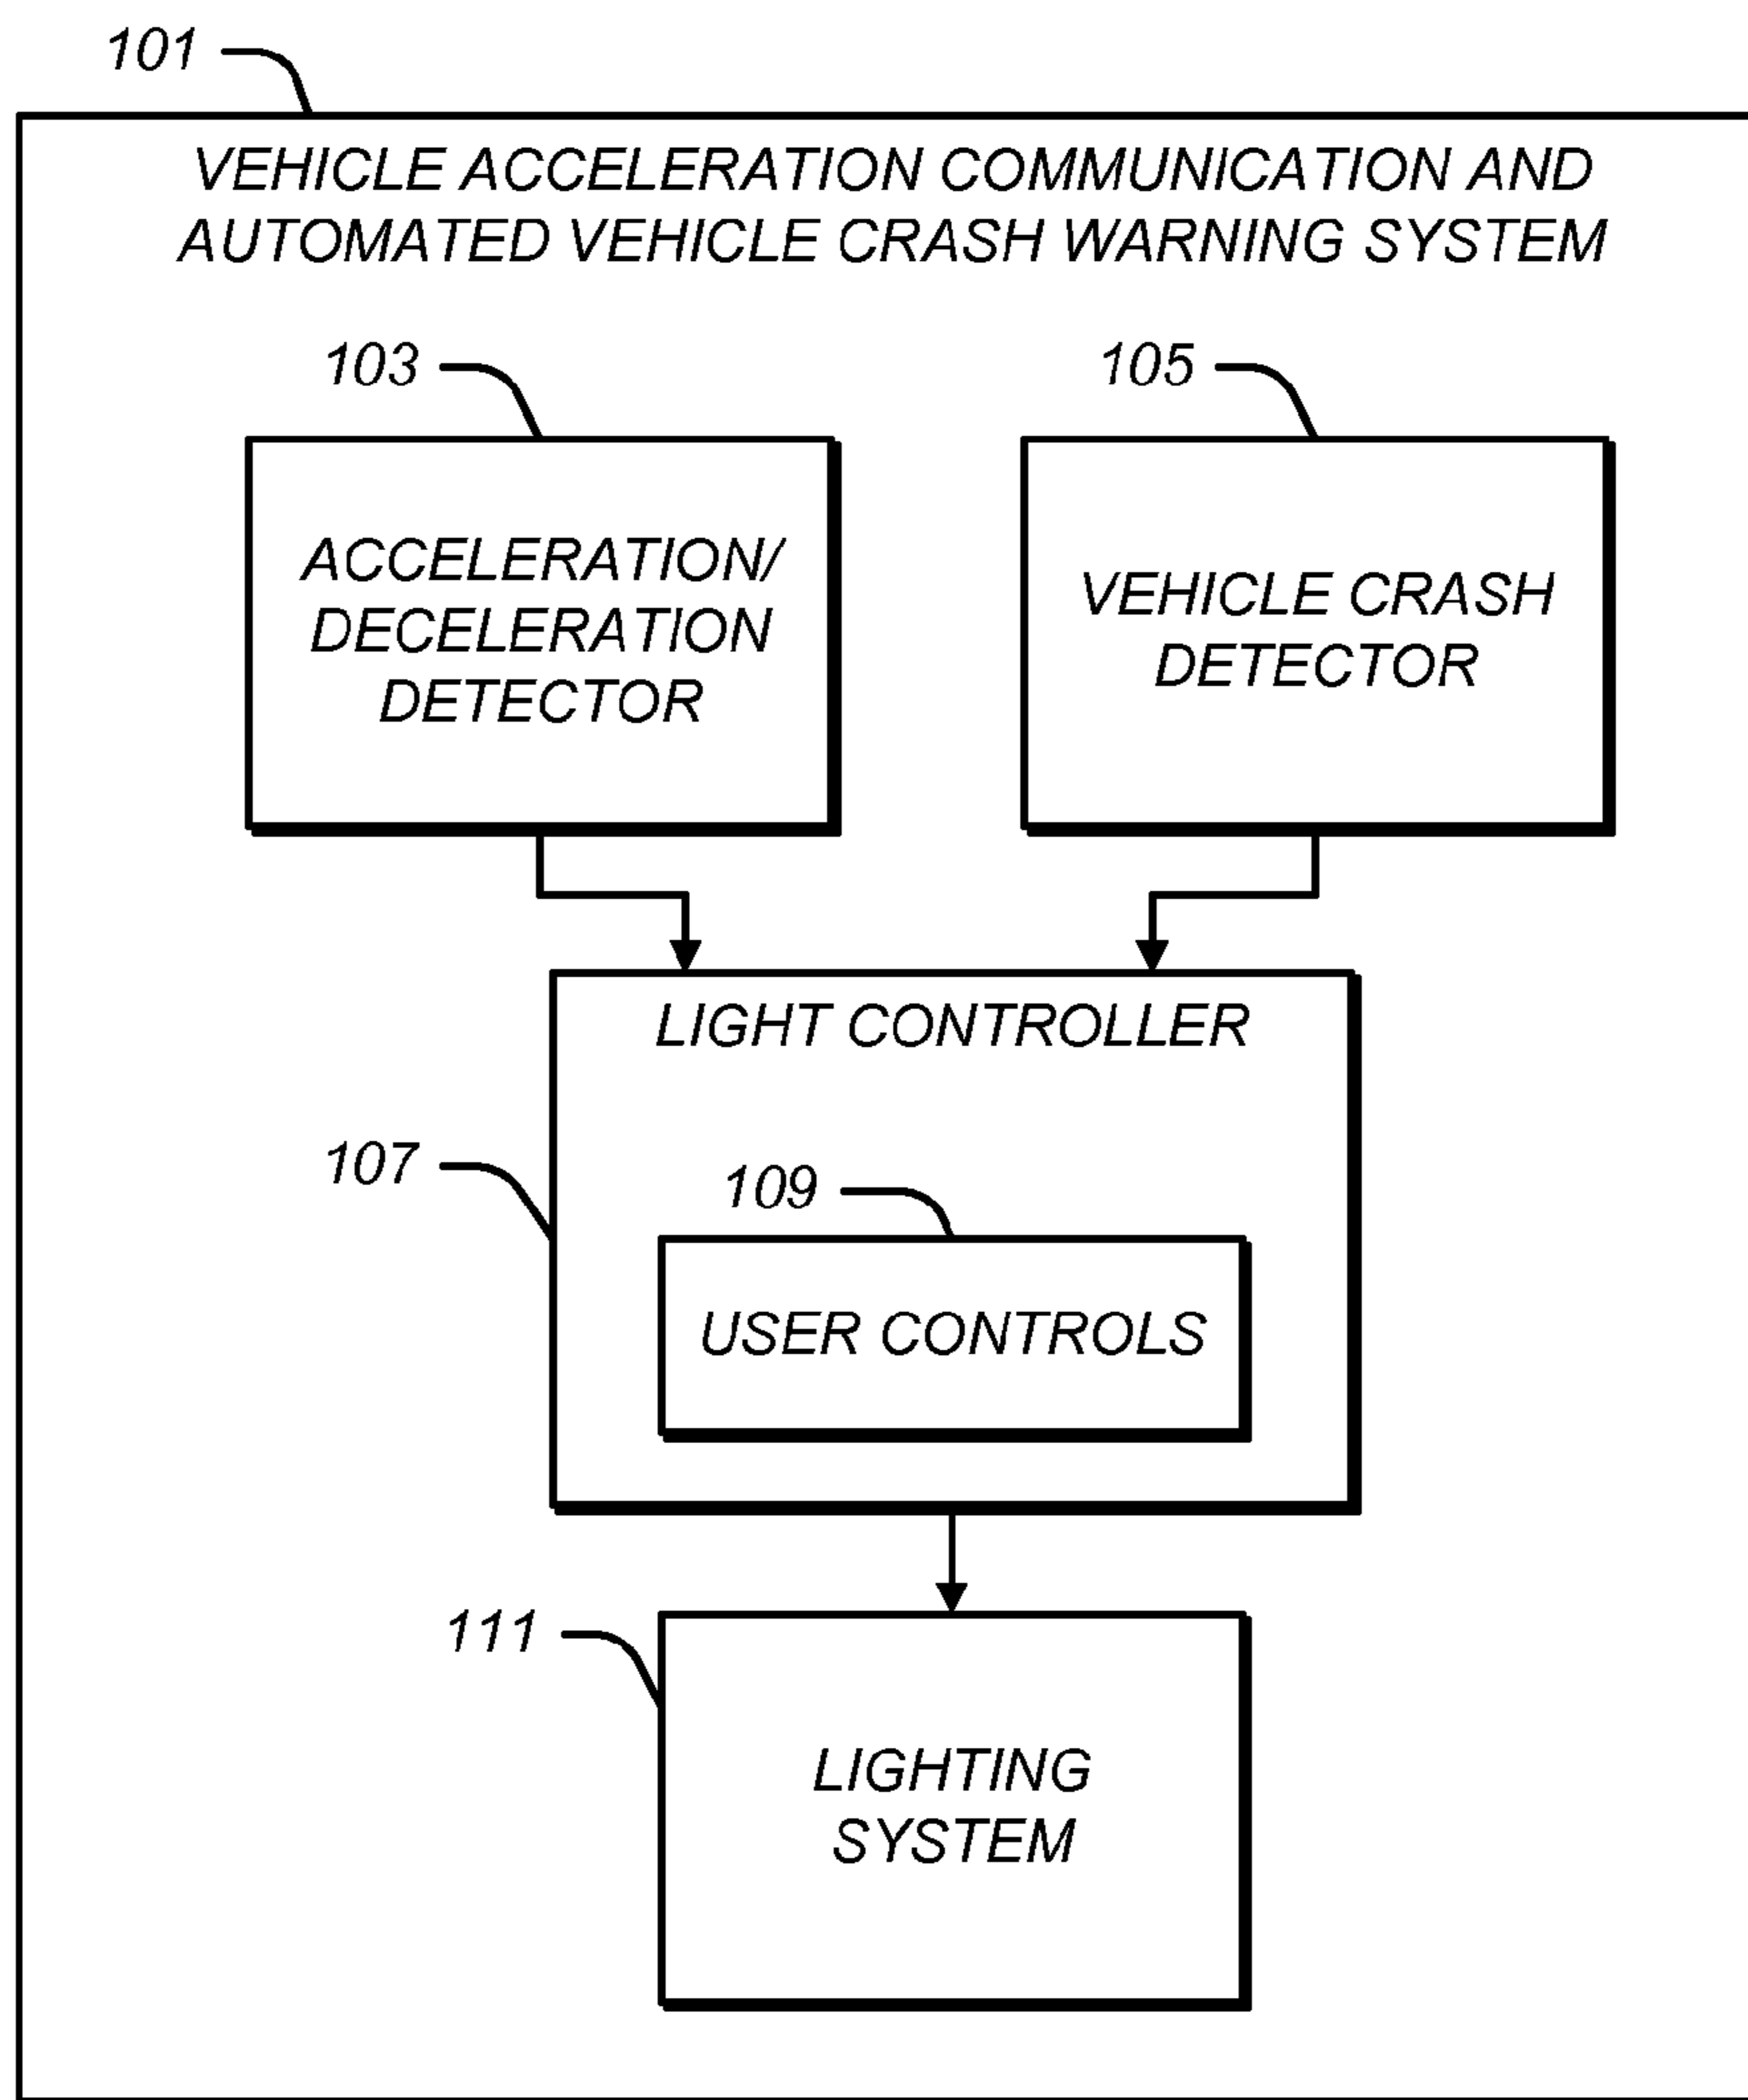 101
VEHICLE ACCELERATION COMMUNICATION AND
AUTOMATED VEHICLE CRASH WARNING SYSTEM
103
105
ACCELERATION/
DECELERATION
DETECTOR
VEHICLE CRASH
DETECTOR
LIGHT CONTROLLER
107
109
USER CONTROLS
111
LIGHTING
SYSTEM